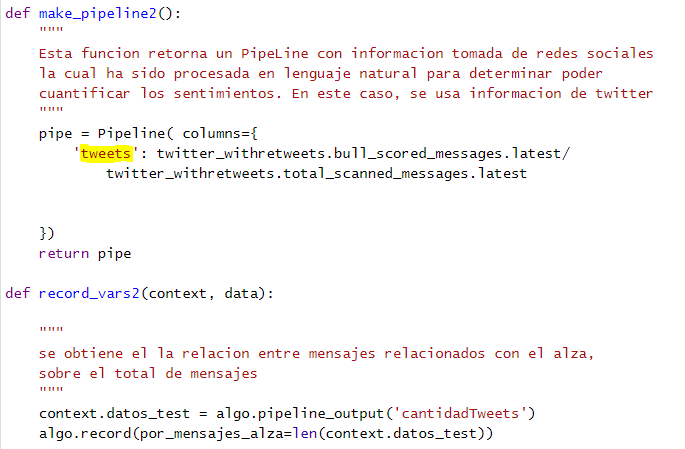 def make_pipeline2():
    """
    Esta funcion retorna un PipeLine con informacion tomada de redes sociales
    la cual ha sido procesada en lenguaje natural para determinar poder
    cuantificar los sentimientos. En este caso, se usa informacion de twitter
    """
    pipe = Pipeline( columns={
        'tweets': twitter_withretweets.bull_scored_messages.latest/
            twitter_withretweets.total_scanned_messages.latest
    })
    return pipe
def record_vars2(context, data):
    """
    se obtiene el la relacion entre mensajes relacionados con el alza,
    sobre el total de mensajes
    """
    context.datos_test = algo.pipeline_output('cantidadTweets')
    algo.record(por_mensajes_alza=len(context.datos_test))